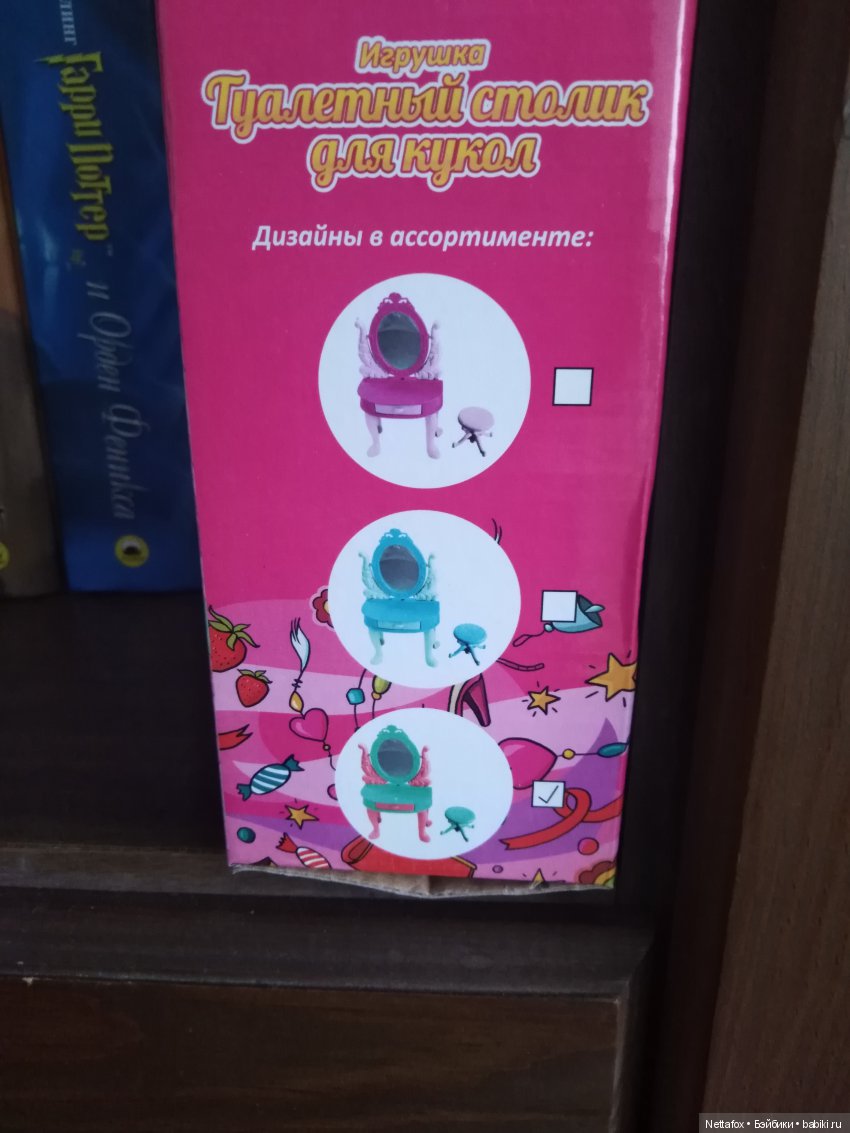 Игрушка
Туалетный столик
для кукол
Дизайны в ассортименте:
Гарри Поттер
и Орден Феникса
Nettafox • Бэйбики • babiki.ru